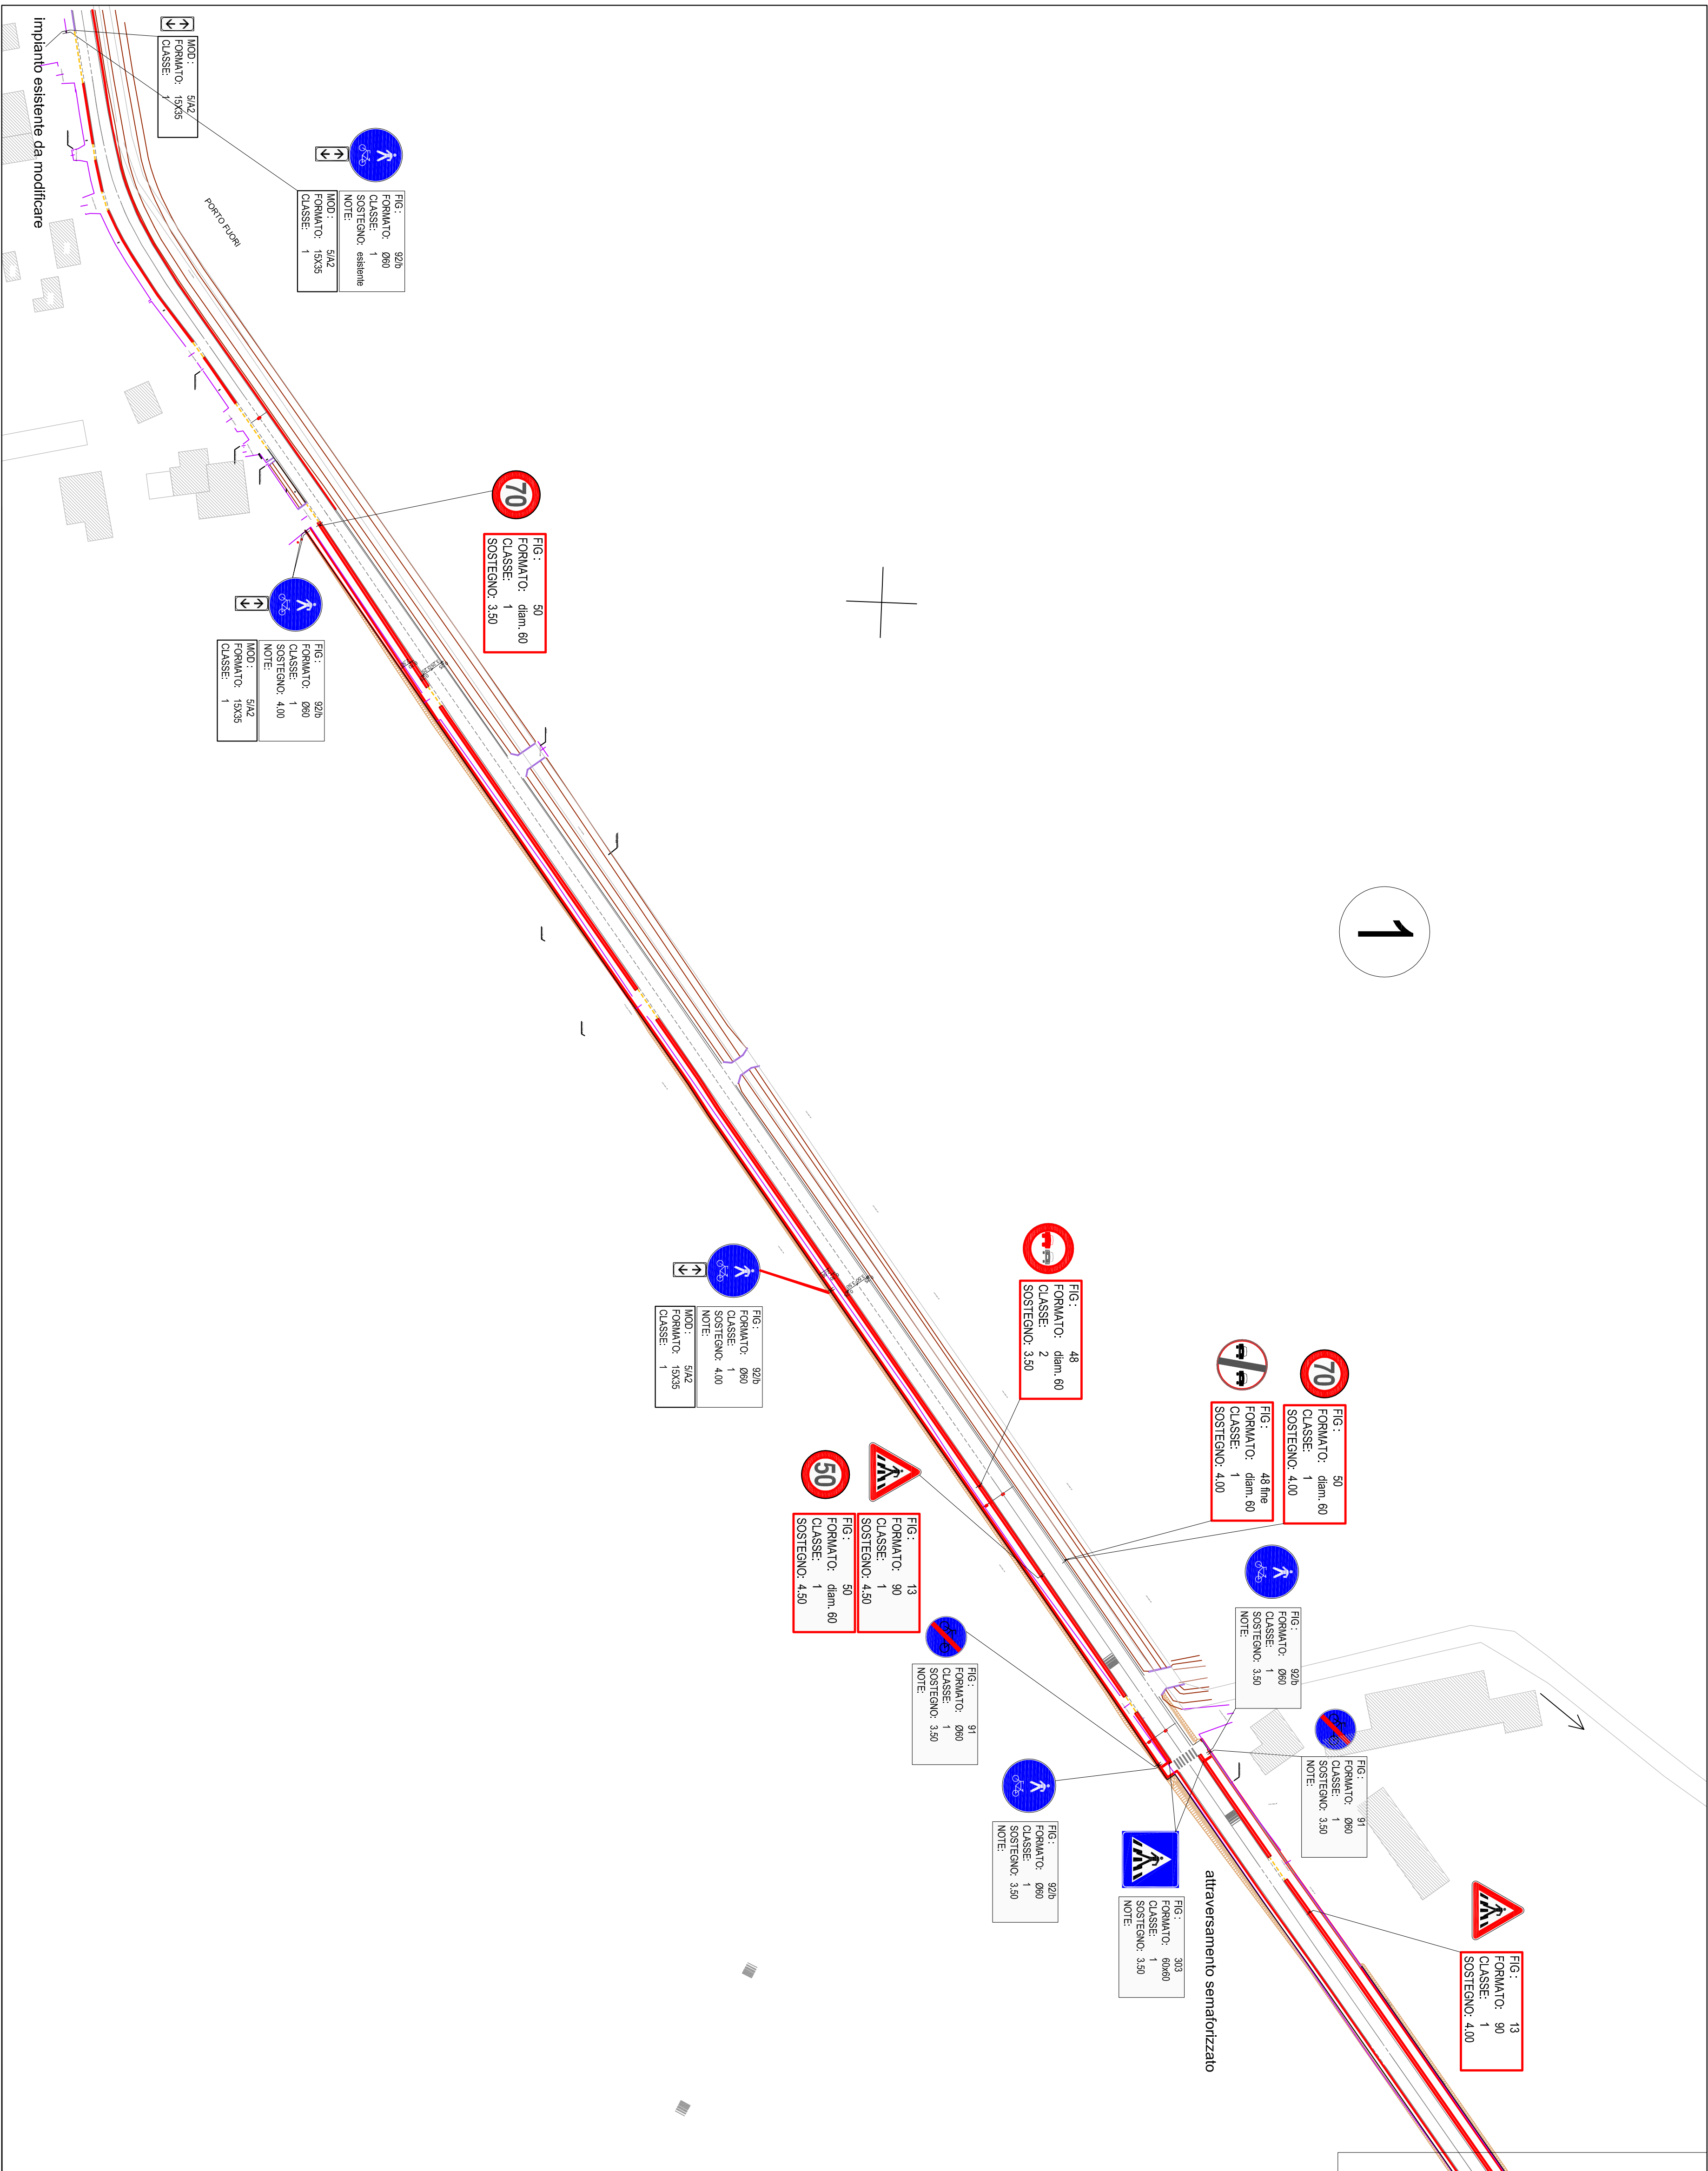 impianto esistente da modificare
MOD : 5/A2
FORMATO: 15X35
CLASSE: 1
PORTO FUORI
FIG : 92/b
FORMATO: Ø60
CLASSE: 1
SOSTEGNO: esistente
NOTE:
MOD : 5/A2
FORMATO: 15X35
CLASSE: 1
70
FIG : 50
FORMATO: diam. 60
CLASSE: 1
SOSTEGNO: 3.50
FIG : 92/b
FORMATO: Ø60
CLASSE: 1
SOSTEGNO: 4.00
NOTE:
MOD : 5/A2
FORMATO: 15X35
CLASSE: 1
1
FIG : 48
FORMATO: diam. 60
CLASSE: 2
SOSTEGNO: 3.50
FIG : 92/b
FORMATO: Ø60
CLASSE: 1
SOSTEGNO: 4.00
NOTE:
MOD : 5/A2
FORMATO: 15X35
CLASSE: 1
70
FIG : 50
FORMATO: diam. 60
CLASSE: 1
SOSTEGNO: 4.00
FIG : 48 fine
FORMATO: diam. 60
CLASSE: 1
SOSTEGNO: 4.00
FIG : 13
FORMATO: 90
CLASSE: 1
SOSTEGNO: 4.50
50
FIG : 50
FORMATO: diam. 60
CLASSE: 1
SOSTEGNO: 4.50
FIG : 92/b
FORMATO: Ø60
CLASSE: 1
SOSTEGNO: 3.50
NOTE:
FIG : 91
FORMATO: Ø60
CLASSE: 1
SOSTEGNO: 3.50
NOTE:
FIG : 91
FORMATO: Ø60
CLASSE: 1
SOSTEGNO: 3.50
NOTE:
FIG : 92/b
FORMATO: Ø60
CLASSE: 1
SOSTEGNO: 3.50
NOTE:
FIG : 303
FORMATO: 60x60
CLASSE: 1
SOSTEGNO: 3.50
NOTE:
attraversamento semaforizzato
FIG : 13
FORMATO: 90
CLASSE: 1
SOSTEGNO: 4.00